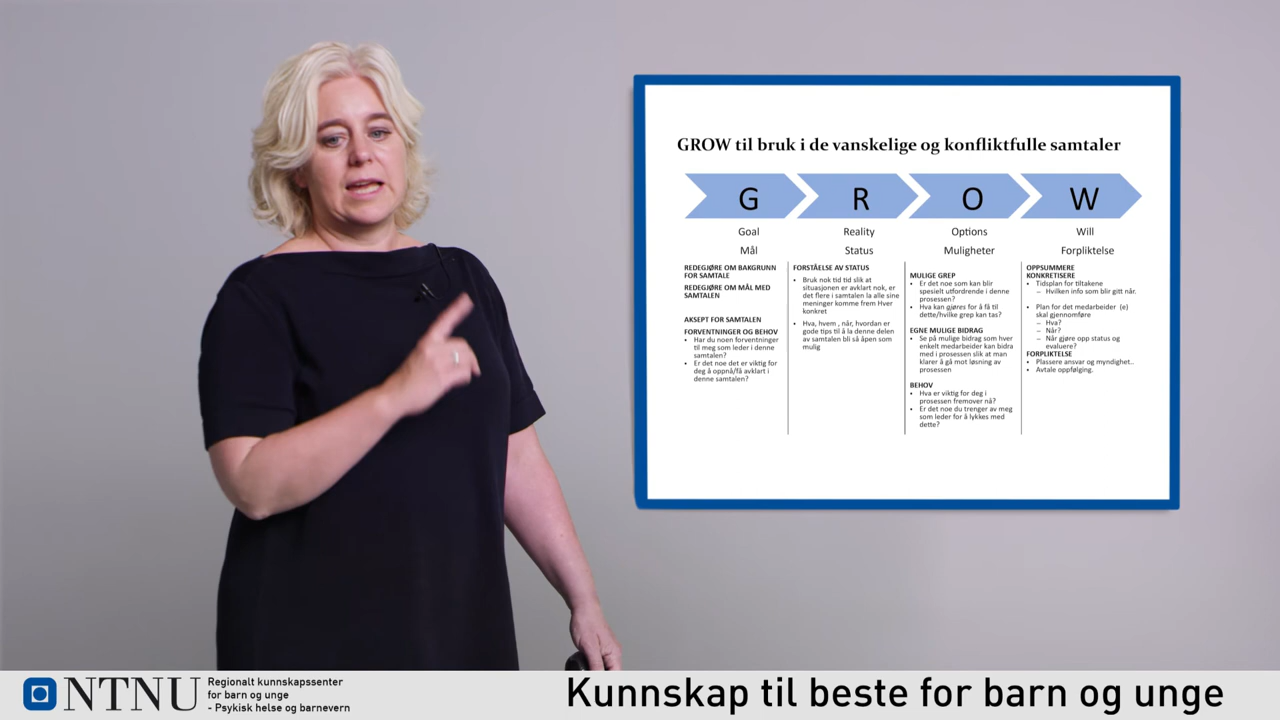 GROW til bruk i de vanskelige og konfliktfulle samtaler
G
R
O
W
Goal
Reality
Options
Will
Mål
Status
Muligheter
Forpliktelse
REDEGJØRE OM BAKGRUNN
FOR SAMTALE
REDEGJØRE OM MÅL MED
SAMTALEN
AKSEPT FOR SAMTALEN
FORVENTNINGER OG BEHOV
• Har du noen forventninger
til meg som leder i denne
samtalen?
• Er det noe det er viktig for
deg å oppnå/få avklart i
denne samtalen?
FORSTÅELSE AV STATUS
• Bruk nok tid tid slik at
situasjonen er avklart nok, er
det flere i samtalen la alle sine
meninger komme frem Hver
konkret
• Hva, hvem , når, hvordan er
gode tips til å la denne delen
av samtalen bli så åpen som
mulig
MULIGE GREP
• Er det noe som kan blir
spesielt utfordende i denne
prosessen?
• Hva kan gjøres for å få til
dette/hvilke grep kan tas?
EGNE MULIGE BIDRAG
• Se på mulige bidrag som hver
enkelt medarbeider kan bidra
med i prosessen slik at man
klarer å gå mot løsning av
prosessen
BEHOV
• Hva er viktig for deg i
prosessen fremover nå?
• Er det noe du trenger av meg
som leder for å lykkes med
dette?
OPPSUMMERE
KONKRETISERE
• Tidsplan for tiltakene
– Hvilken info som blir gitt når.
• Plan for det medarbeider (e)
skal gjennomføre
– Hva?
– Når?
– Når gjøre opp status og
evaluere?
FORPLIKTELSE
• Plassere ansvar og myndighet..
• Avtale oppfølging.
NTNU
Regionalt kunnskapssenter
for barn og unge
- Psykisk helse og barnevern
Kunnskap til beste for barn og unge